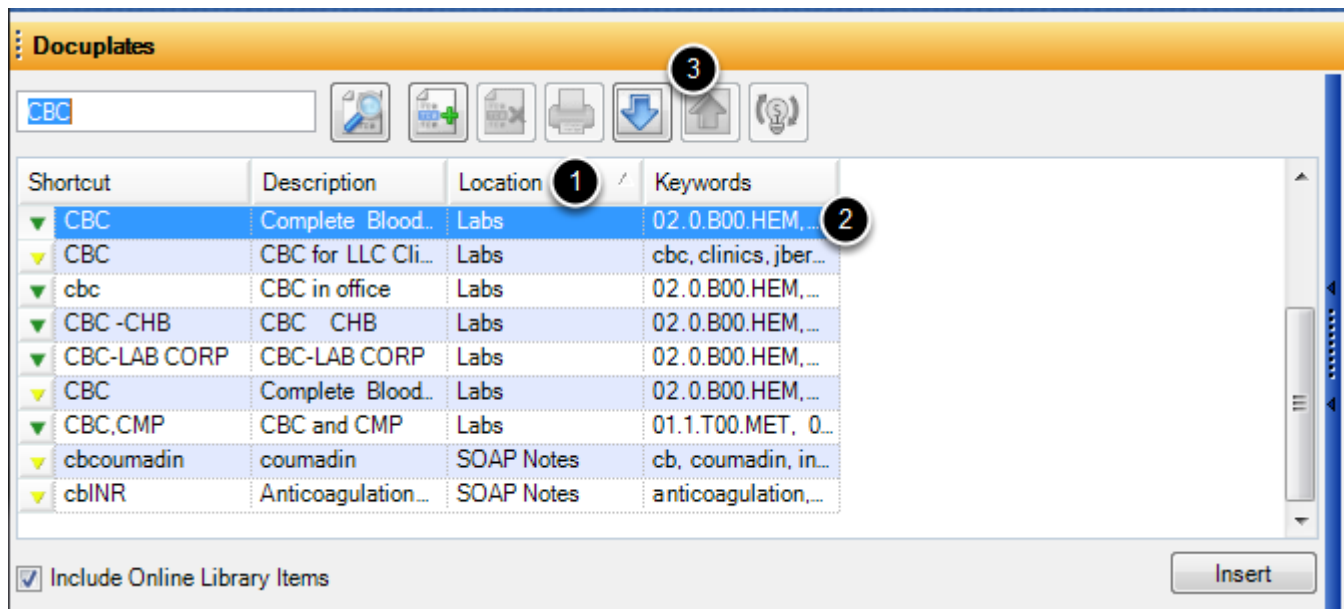 Docuplates
3
CBC
Shortcut Description Location 1 Keywords
CBC Complete Blood... Labs 02.0.B00.HEM,... 2
CBC CBC for LLC Cli... Labs cbc, clinics, jber...
cbc CBC in office Labs 02.0.B00.HEM,...
CBC -CHB CBC CHB Labs 02.0.B00.HEM,...
CBC-LAB CORP CBC-LAB CORP Labs 02.0.B00.HEM,...
CBC Complete Blood... Labs 02.0.B00.HEM,...
CBC,CMP CBC and CMP Labs 01.1.T00.MET, 0...
cbcoumadin coumadin SOAP Notes cb, coumadin, in...
cbINR Anticoagulation... SOAP Notes anticoagulation,...
Include Online Library Items Insert